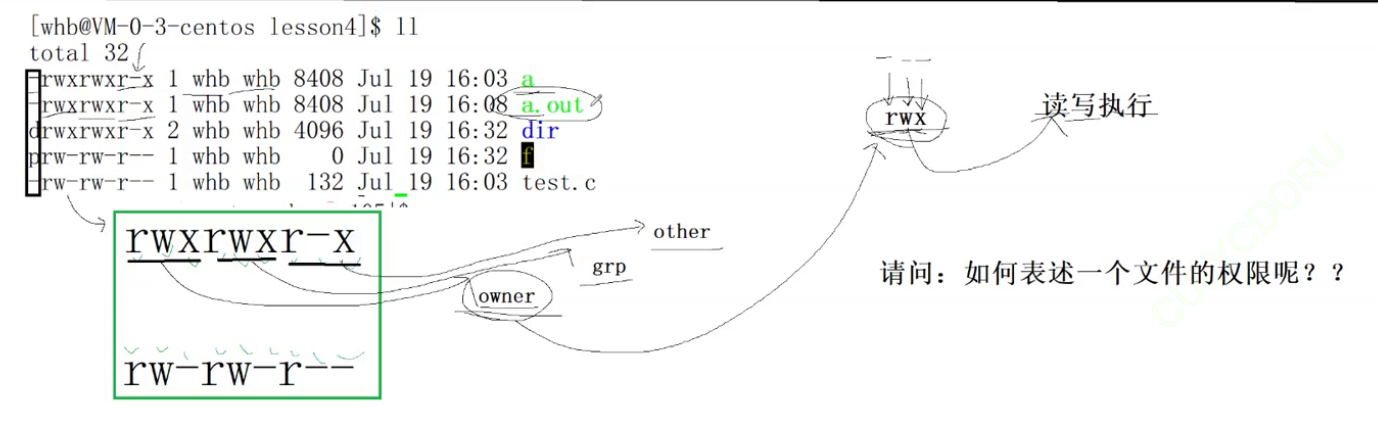 [whb@VM-0-3-centos lesson4]$ ll
total 32
-rwxrwxr-x 1 whb whb 8408 Jul 19 16:03 a
-rwxrwxr-x 1 whb whb 8408 Jul 19 16:08 a.out
drwxrwxr-x 2 whb whb 4096 Jul 19 16:32 dir
prw-rw-r-- 1 whb whb 0 Jul 19 16:32 f
-rw-rw-r-- 1 whb whb 132 Jul 19 16:03 test.c
rwx
读写执行
rwxrwxr-x
other
grp
owner
请问：如何表述一个文件的权限呢？？
rw-rw-r--